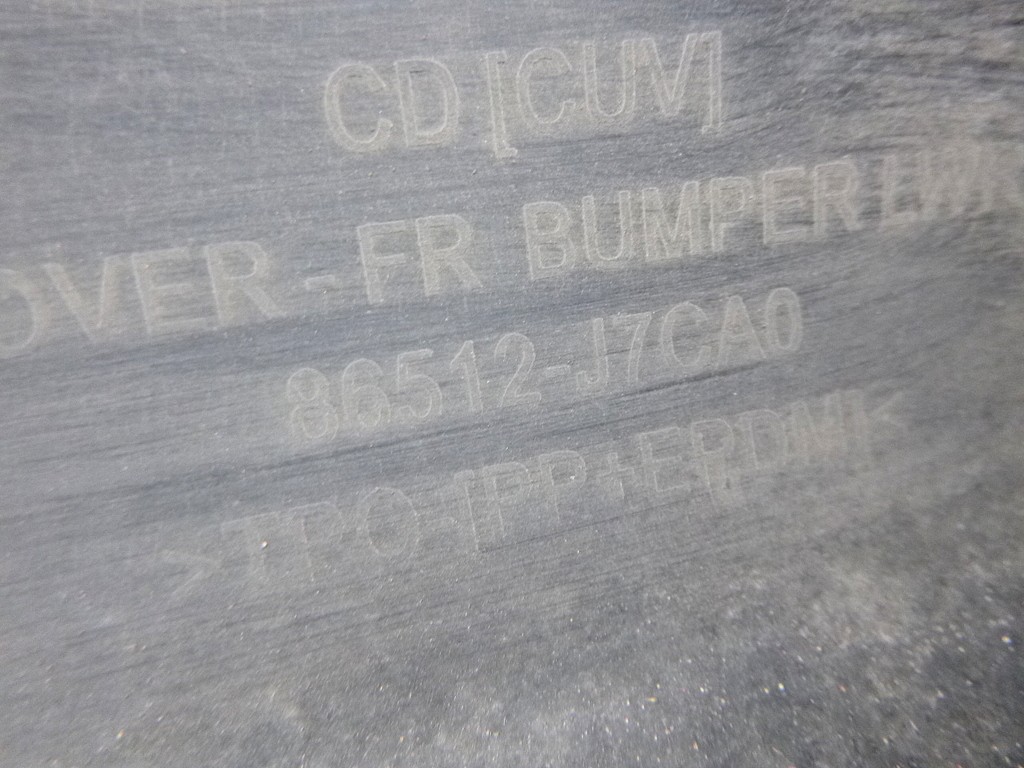 CD [CUV]
OVER-FR BUMPER LWR
86512-J7CA0
>TPO-[PP+EPDM]<